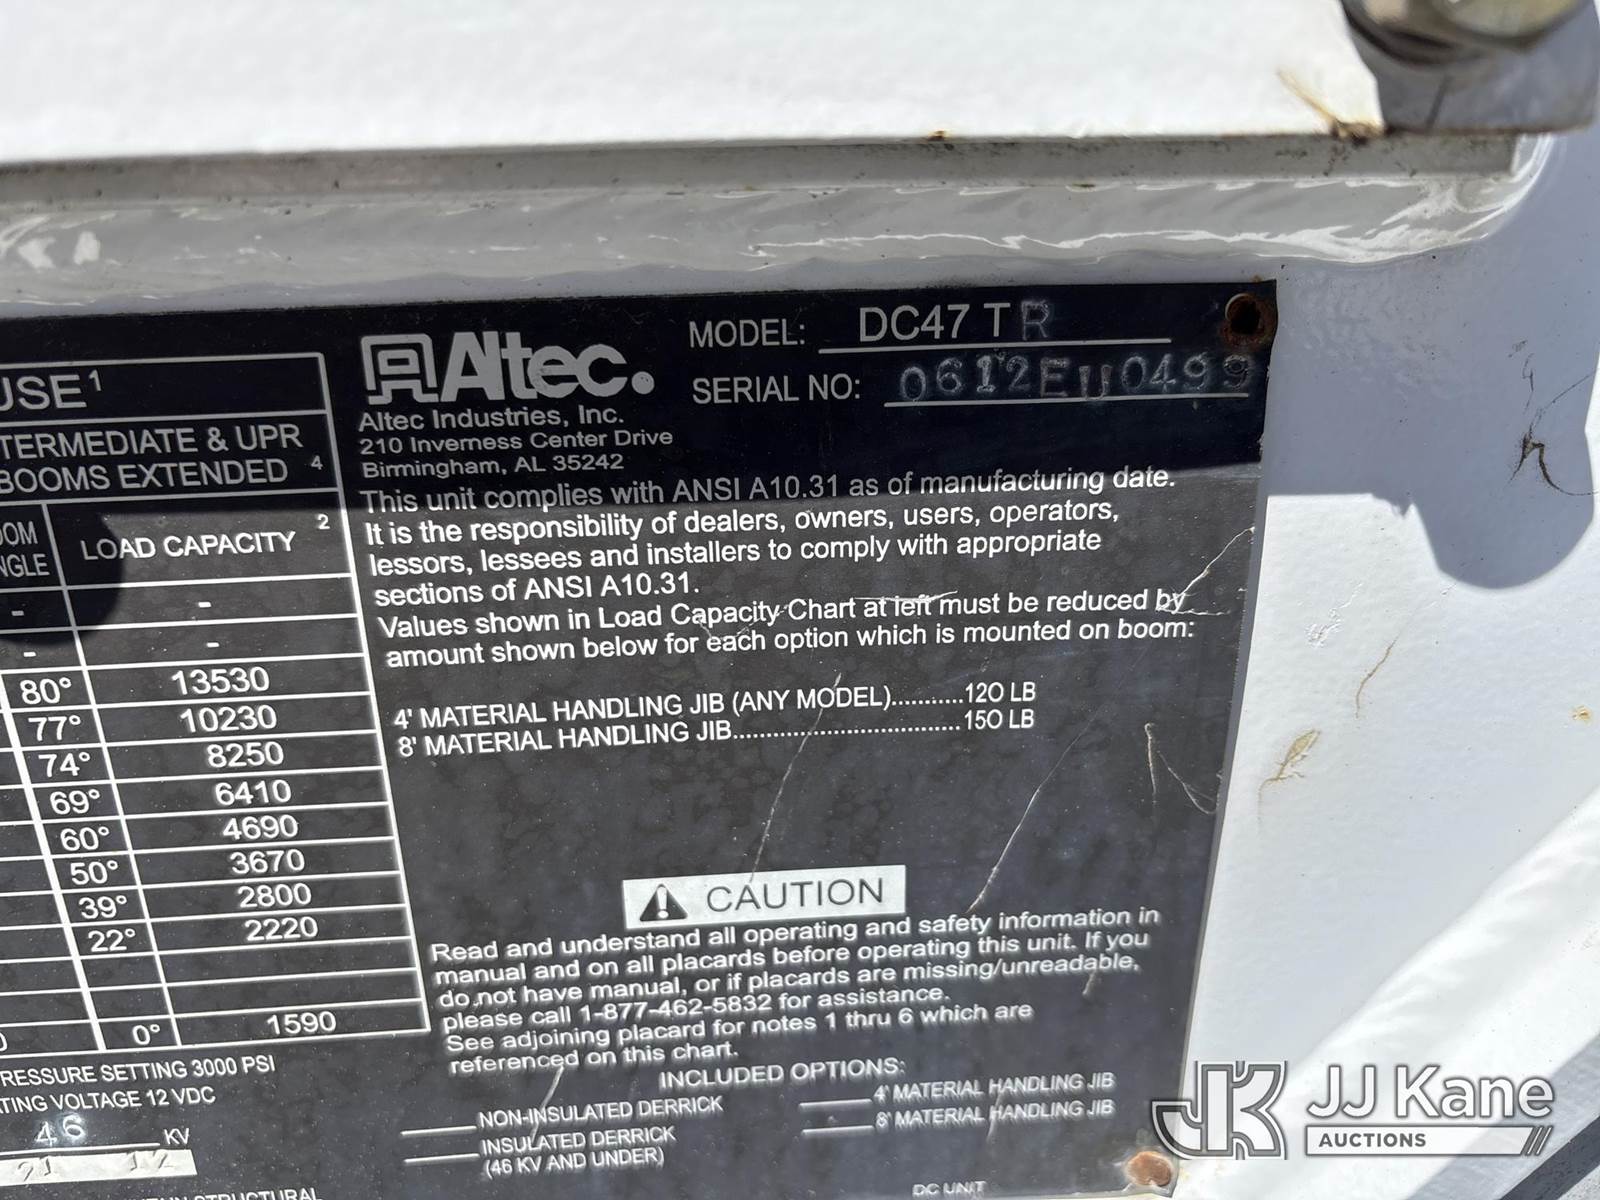 MODEL: DC47 TR
SERIAL NO: 0612EU0499
Altec.
Altec Industries, Inc.
210 Inverness Center Drive
Birmingham, AL 35242
This unit complies with ANSI A10.31 as of manufacturing date.
It is the responsibility of dealers, owners, users, operators,
lessors, lessees and installers to comply with appropriate
sections of ANSI A10.31.
Values shown in Load Capacity Chart at left must be reduced by
amount shown below for each option which is mounted on boom:
4' MATERIAL HANDLING JIB (ANY MODEL)...........120 LB
8' MATERIAL HANDLING JIB..................................150 LB
CAUTION
Read and understand all operating and safety information in
manual and on all placards before operating this unit. If you
do not have manual, or if placards are missing/unreadable,
please call 1-877-462-5832 for assistance.
See adjoining placard for notes 1 thru 6 which are
referenced on this chart.
INCLUDED OPTIONS:
NON-INSULATED DERRICK
INSULATED DERRICK
(46 KV AND UNDER)
4' MATERIAL HANDLING JIB
8' MATERIAL HANDLING JIB
DC UNIT
USE 1
& UPR
BOOMS EXTENDED 4
LOAD CAPACITY 2
- -
- -
80° 13530
77° 10230
74° 8250
69° 6410
60° 4690
50° 3670
39° 2800
22° 2220
0° 1590
SETTING 3000 PSI
VOLTAGE 12 VDC
46 KV
21 12
STRUCTURAL
JJ Kane
AUCTIONS